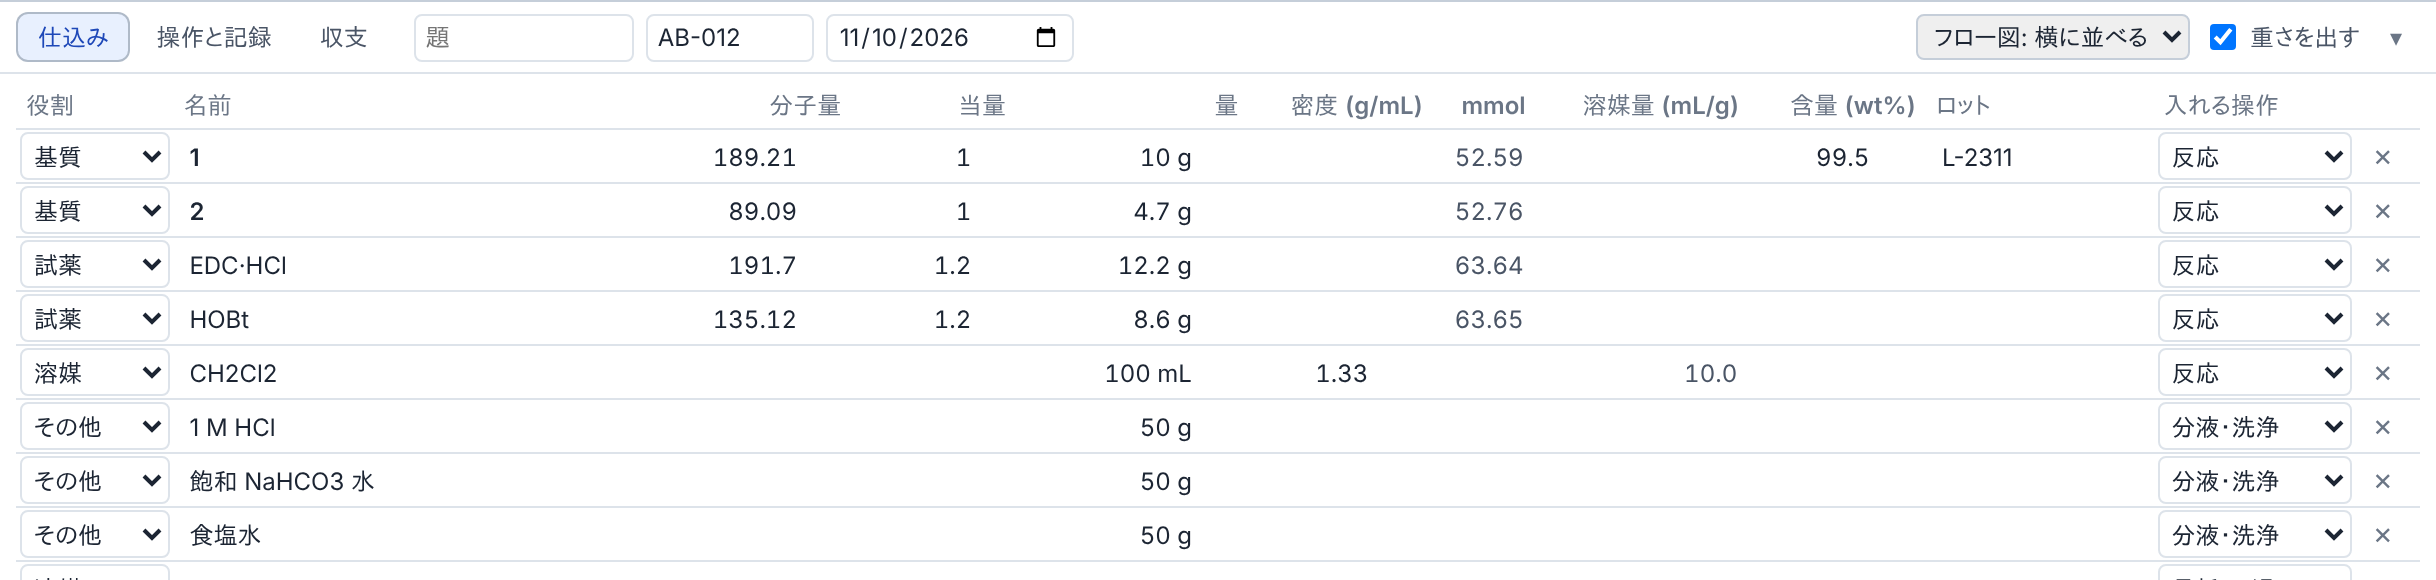 仕込み 操作と記録 収支 題 AB-012 11/10/2026 フロー図: 横に並べる 重さを出す ▼
役割 名前 分子量 当量 量 密度 (g/mL) mmol 溶媒量 (mL/g) 含量 (wt%) ロット 入れる操作
基質 1 189.21 1 10 g 52.59 99.5 L-2311 反応 ×
基質 2 89.09 1 4.7 g 52.76 反応 ×
試薬 EDC·HCl 191.7 1.2 12.2 g 63.64 反応 ×
試薬 HOBt 135.12 1.2 8.6 g 63.65 反応 ×
溶媒 CH2Cl2 100 mL 1.33 10.0 反応 ×
その他 1 M HCl 50 g 分液・洗浄 ×
その他 飽和 NaHCO3 水 50 g 分液・洗浄 ×
その他 食塩水 50 g 分液・洗浄 ×